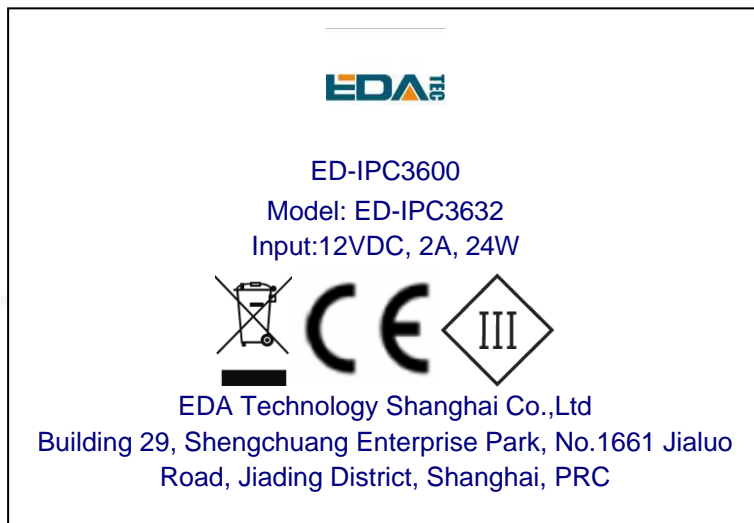 EDA TEC
ED-IPC3600
Model: ED-IPC3632
Input:12VDC, 2A, 24W
CE III
EDA Technology Shanghai Co.,Ltd
Building 29, Shengchuang Enterprise Park, No.1661 Jialuo
Road, Jiading District, Shanghai, PRC